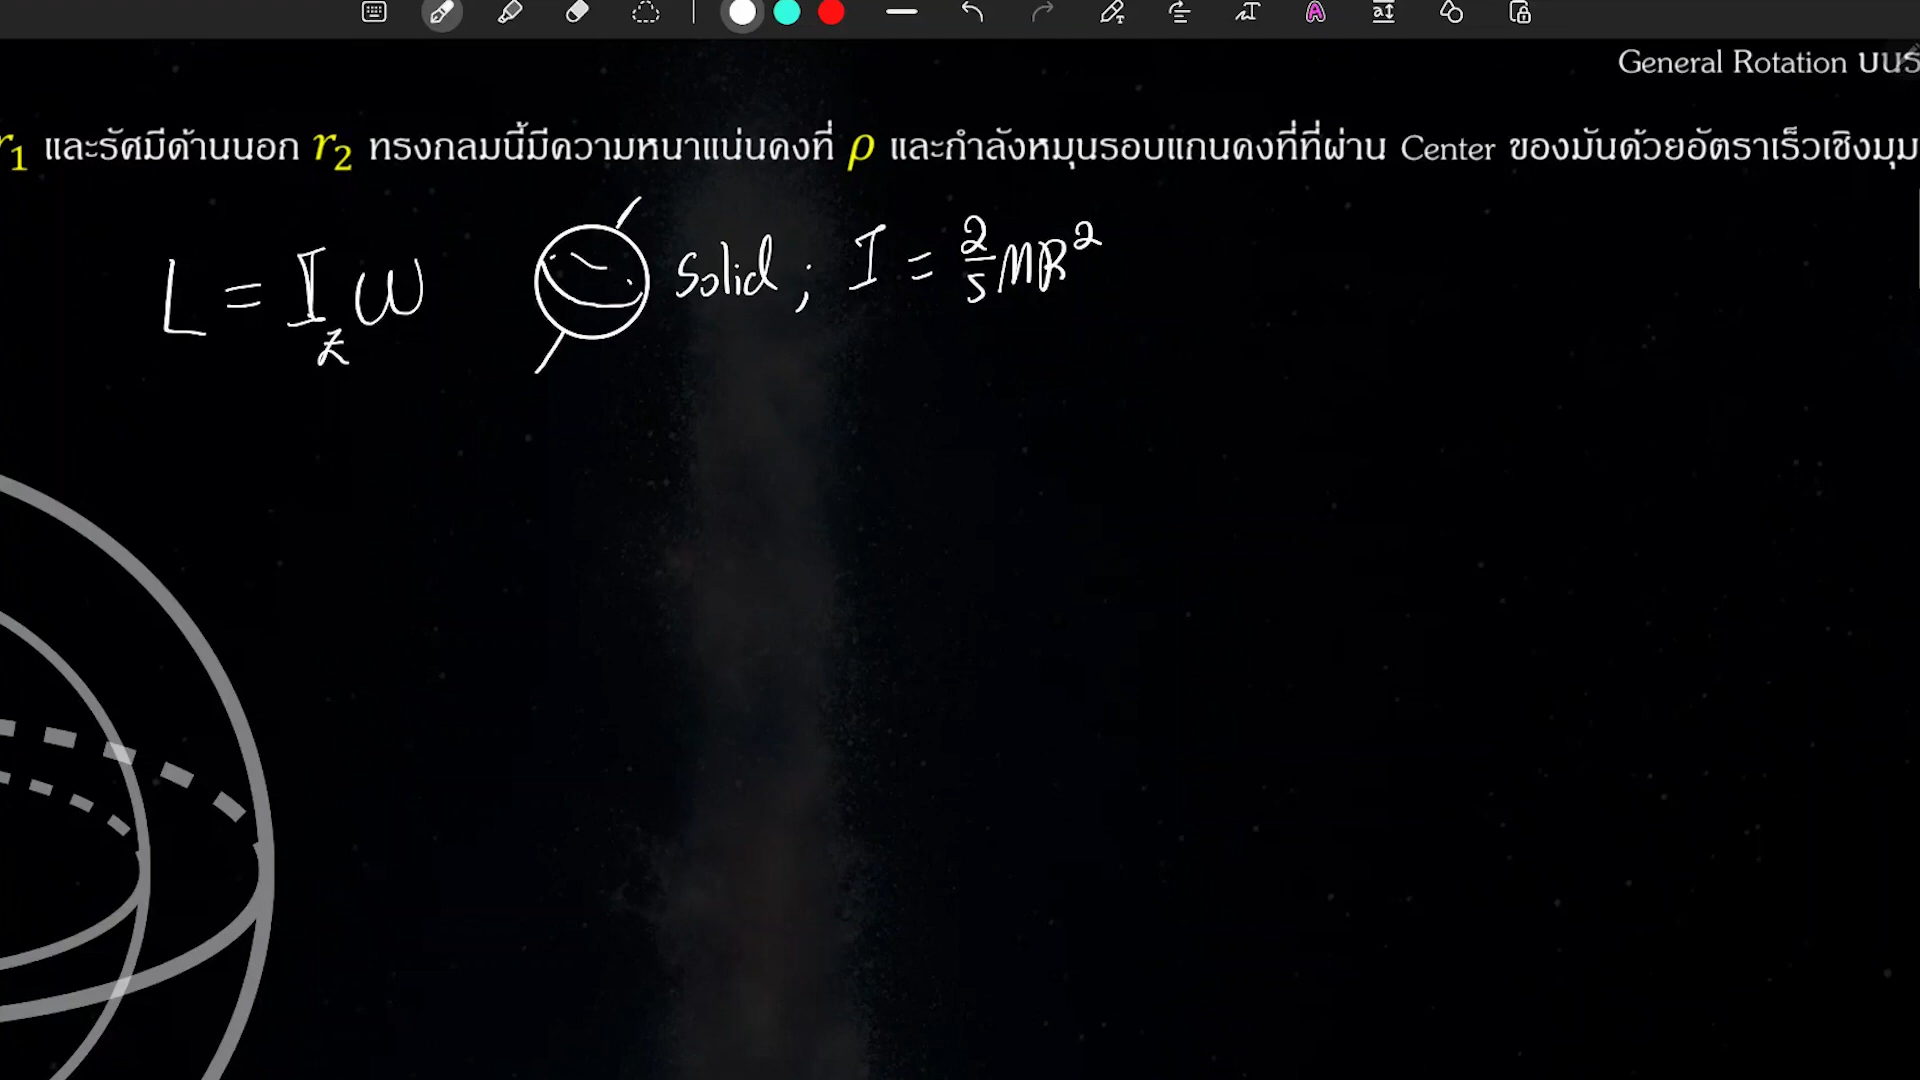 General Rotation บน
r₁ และรัศมีด้านนอก r₂ ทรงกลมนี้มีความหนาแน่นคงที่ ρ และกำลังหมุนรอบแกนคงที่ที่ผ่าน Center ของมันด้วยอัตราเร็วเชิงมุม
L = I_z ω Solid ; I = 2/5 MR²